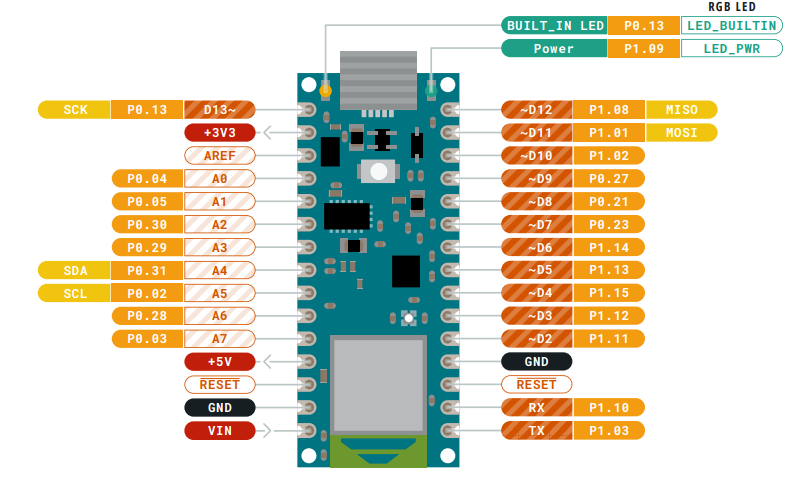 RGB LED
BUILT_IN LED P0.13 LED_BUILTIN
Power P1.09 LED_PWR
SCK P0.13 D13~ ~D12 P1.08 MISO
+3V3 ~D11 P1.01 MOSI
AREF ~D10 P1.02
P0.04 A0 ~D9 P0.27
P0.05 A1 ~D8 P0.21
P0.30 A2 ~D7 P0.23
P0.29 A3 ~D6 P1.14
SDA P0.31 A4 ~D5 P1.13
SCL P0.02 A5 ~D4 P1.15
P0.28 A6 ~D3 P1.12
P0.03 A7 ~D2 P1.11
+5V GND
RESET RESET
GND RX P1.10
VIN TX P1.03